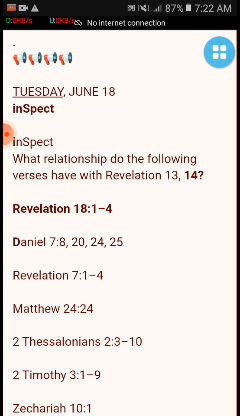 D:0KB/s U:0KB/s No internet connection 87% 7:22 AM
TUESDAY, JUNE 18
inSpect
inSpect
What relationship do the following
verses have with Revelation 13, 14?
Revelation 18:1–4
Daniel 7:8, 20, 24, 25
Revelation 7:1–4
Matthew 24:24
2 Thessalonians 2:3–10
2 Timothy 3:1–9
Zechariah 10:1